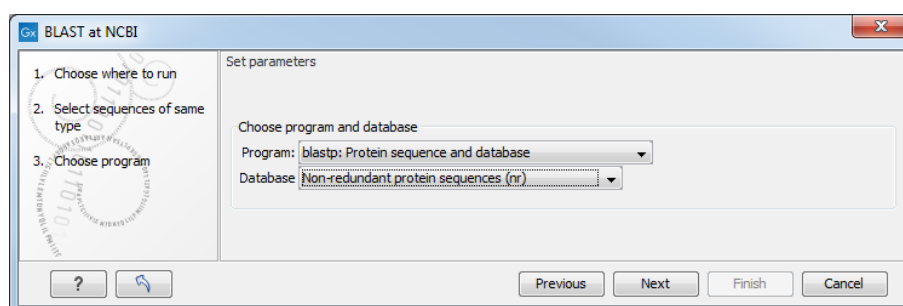 Gx BLAST at NCBI
1. Choose where to run
2. Select sequences of same
type
3. Choose program
Set parameters
Choose program and database
Program: blastp: Protein sequence and database
Database Non-redundant protein sequences (nr)
? Previous Next Finish Cancel